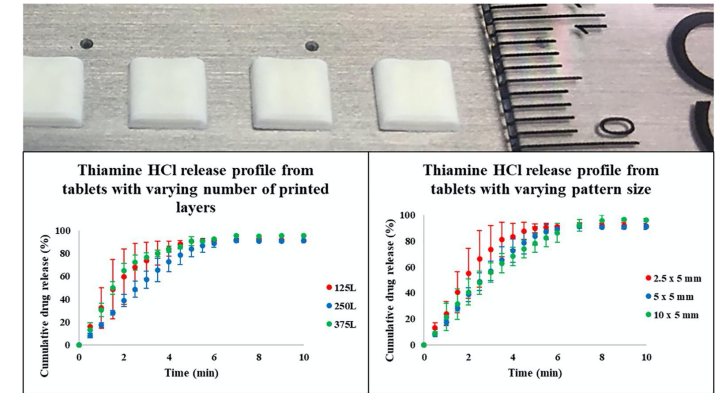 1
0
Thiamine HCl release profile from
tablets with varying number of printed
layers
Cumulative drug release (%)
100
80
60
40
20
0
0 2 4 6 8 10
Time (min)
125L
250L
375L
Thiamine HCl release profile from
tablets with varying pattern size
Cumulative drug release (%)
100
80
60
40
20
0
0 2 4 6 8 10
Time (min)
2.5 x 5 mm
5 x 5 mm
10 x 5 mm